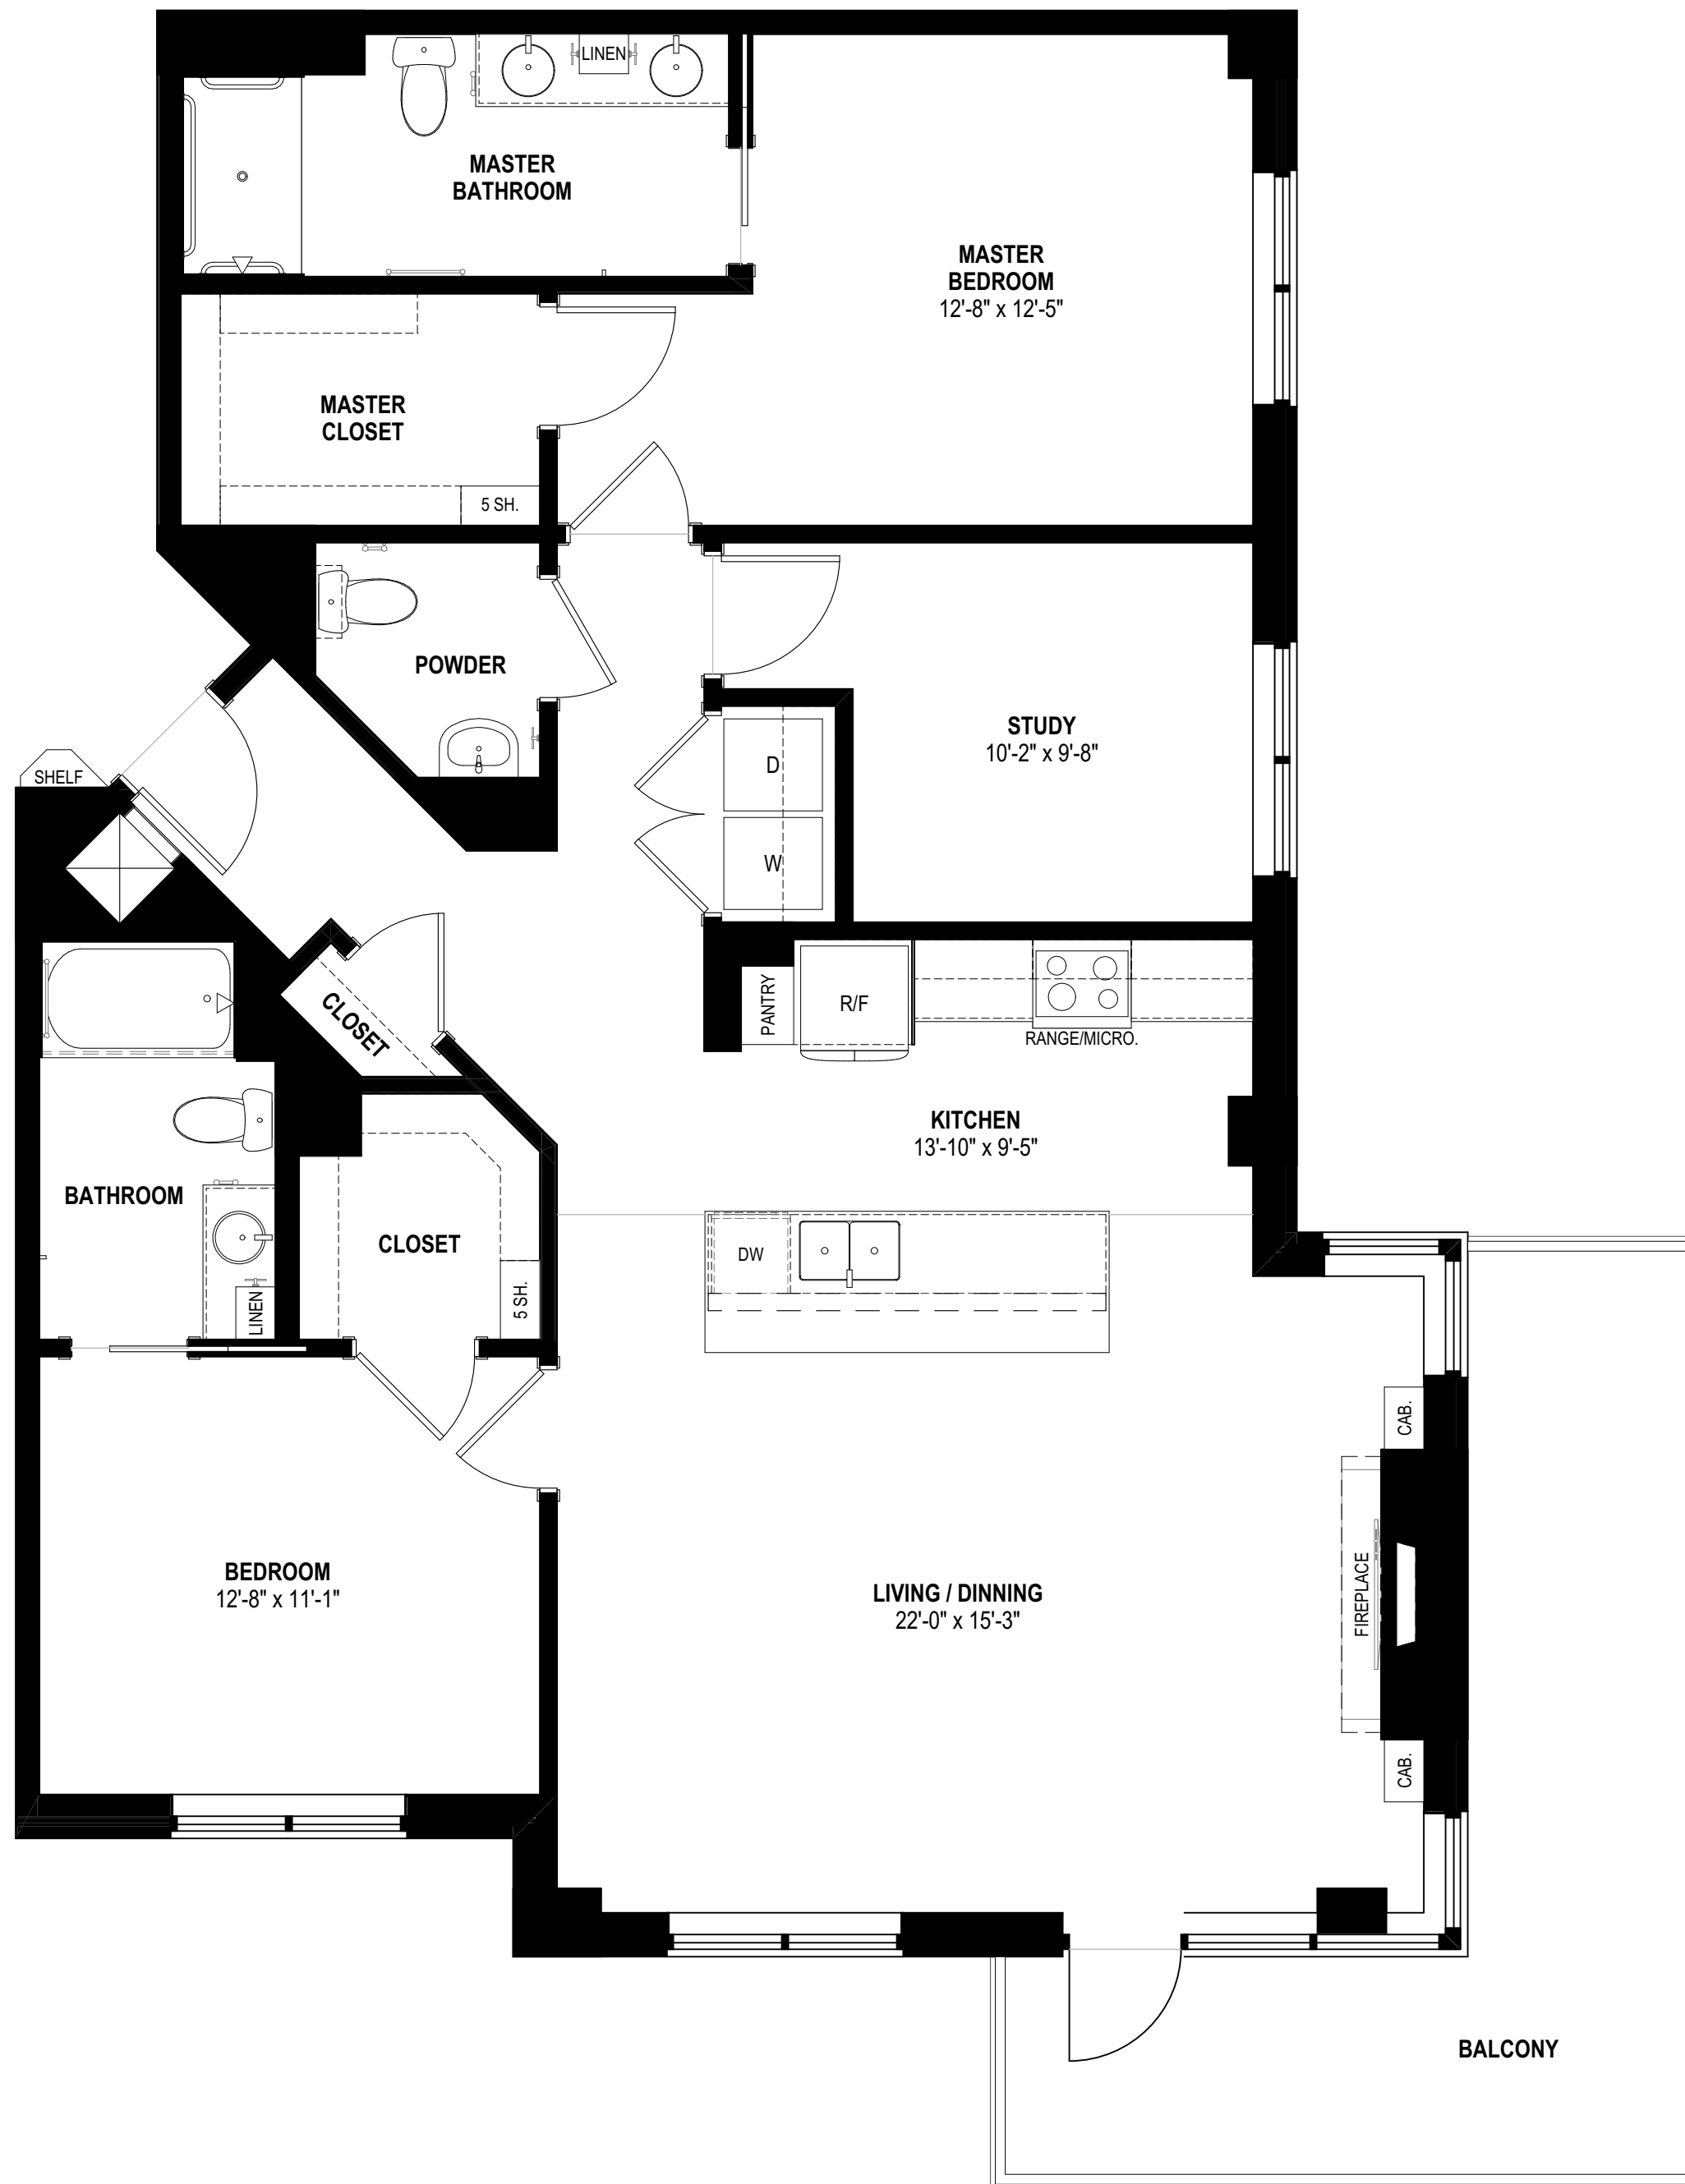 LINEN
MASTER
BATHROOM
MASTER
BEDROOM
12'-8" x 12'-5"
MASTER
CLOSET
5 SH.
POWDER
STUDY
10'-2" x 9'-8"
SHELF
D
W
CLOSET
PANTRY
R/F
RANGE/MICRO.
KITCHEN
13'-10" x 9'-5"
BATHROOM
CLOSET
DW
LINEN
5 SH.
CAB.
BEDROOM
12'-8" x 11'-1"
LIVING / DINNING
22'-0" x 15'-3"
FIREPLACE
CAB.
BALCONY